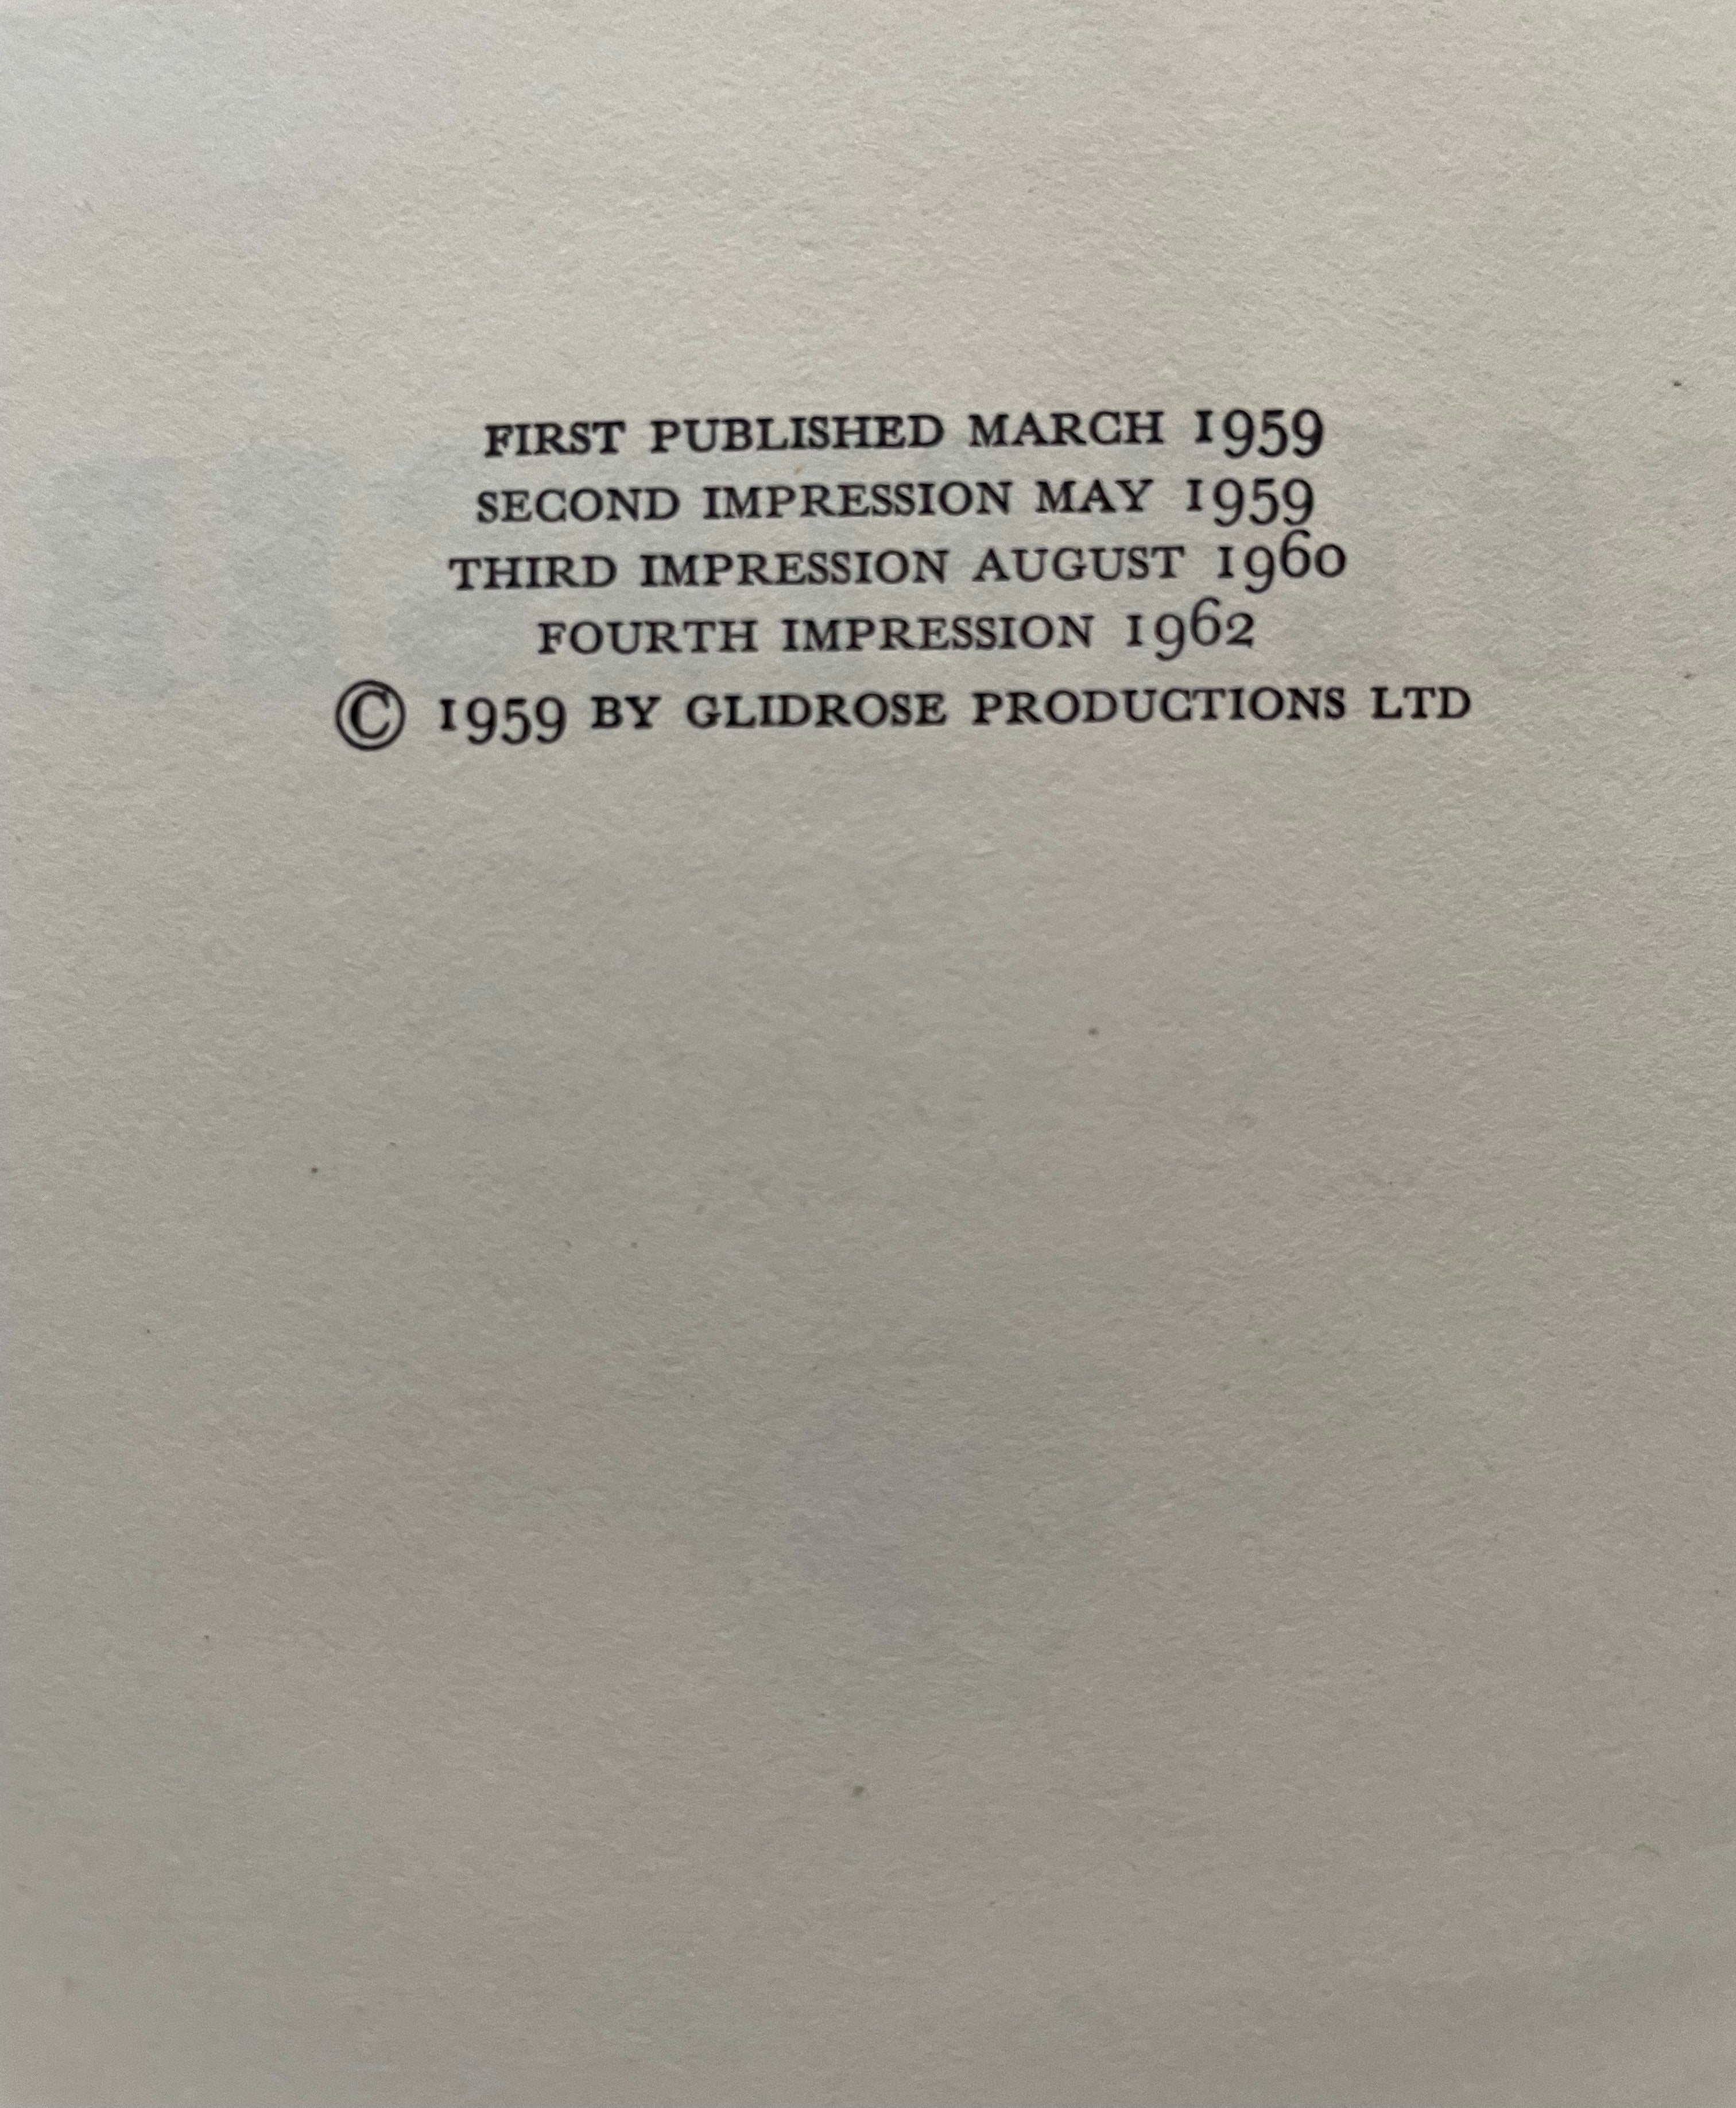 FIRST PUBLISHED MARCH 1959
SECOND IMPRESSION MAY 1959
THIRD IMPRESSION AUGUST 1960
FOURTH IMPRESSION 1962
© 1959 BY GLIDROSE PRODUCTIONS LTD